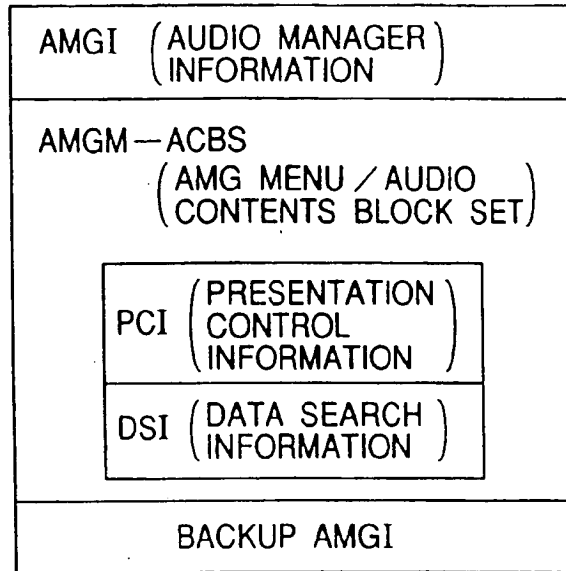 AMGI (AUDIO MANAGER
INFORMATION)
AMGM—ACBS
(AMG MENU / AUDIO
CONTENTS BLOCK SET)
PCI (PRESENTATION
CONTROL
INFORMATION)
DSI (DATA SEARCH
INFORMATION)
BACKUP AMGI